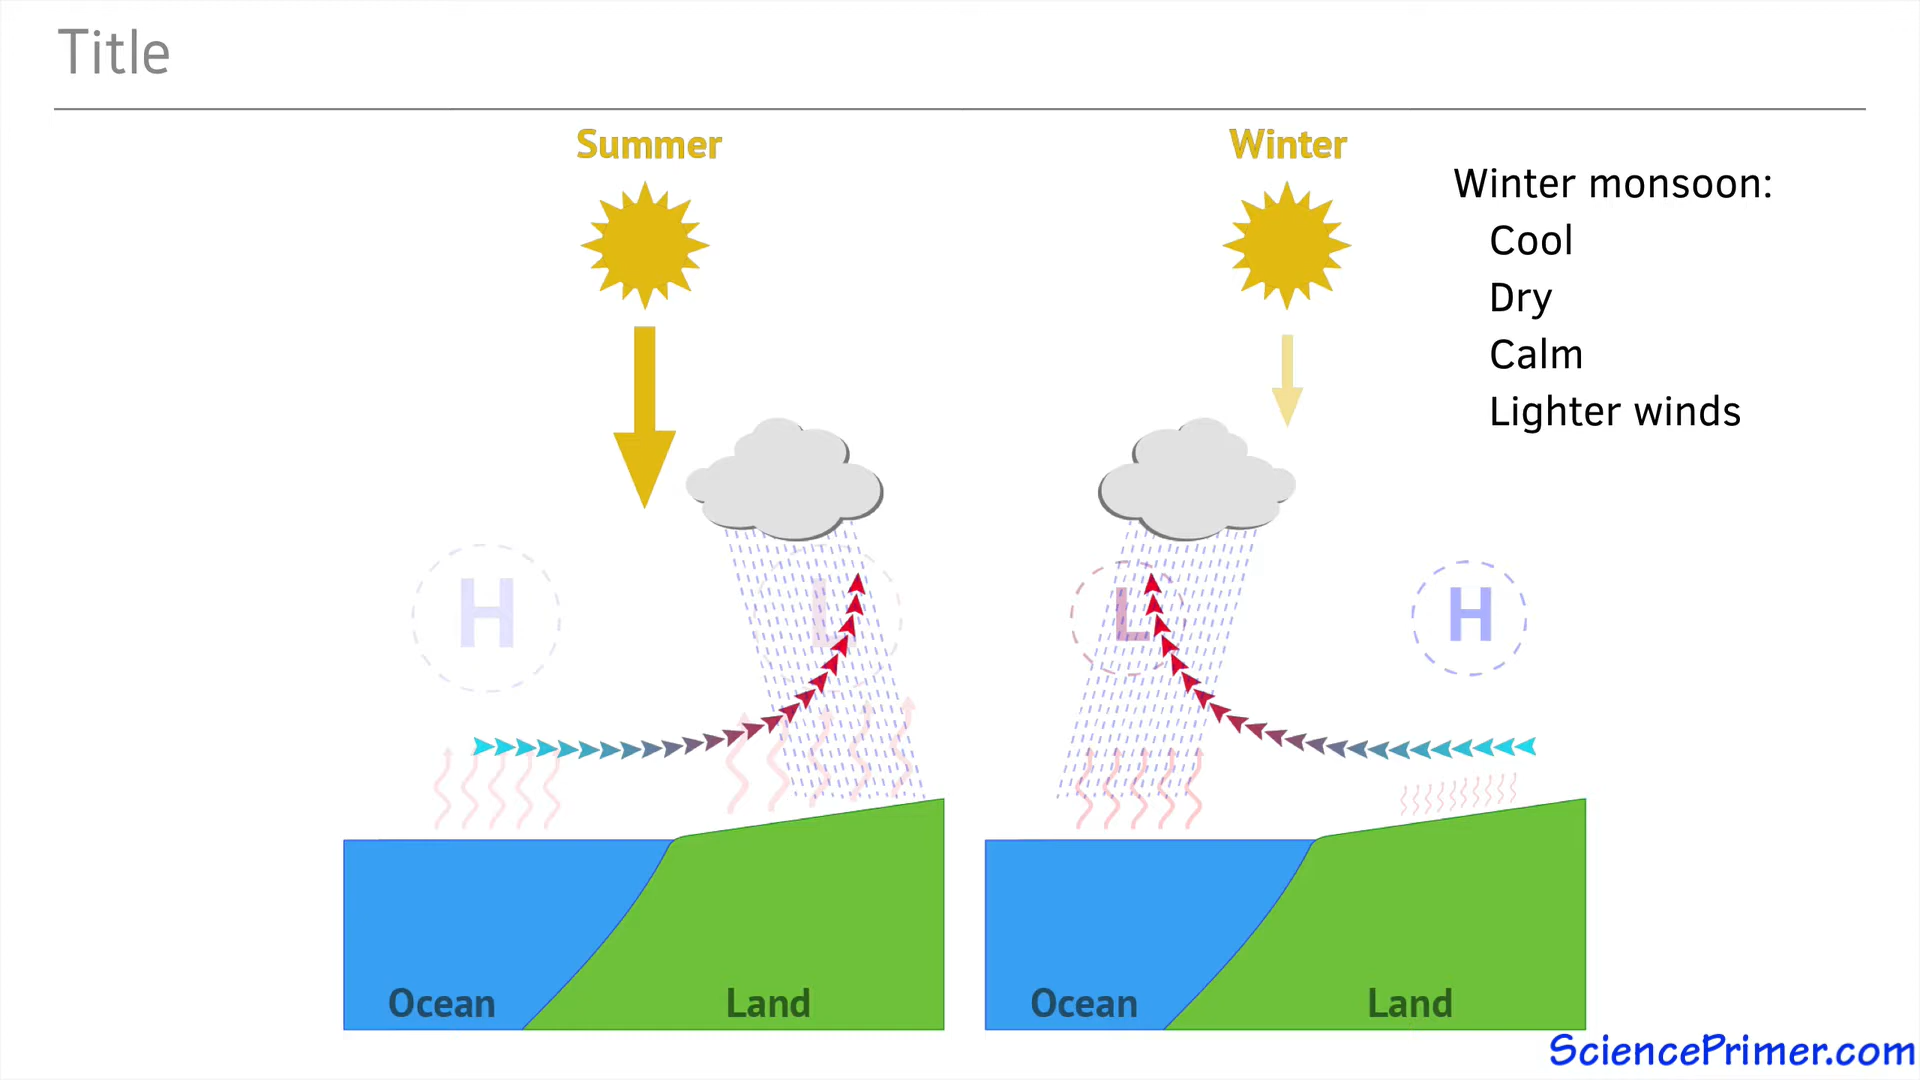 Title
Summer
Winter
Winter monsoon:
Cool
Dry
Calm
Lighter winds
H
L
L
H
Ocean
Land
Ocean
Land
SciencePrimer.com